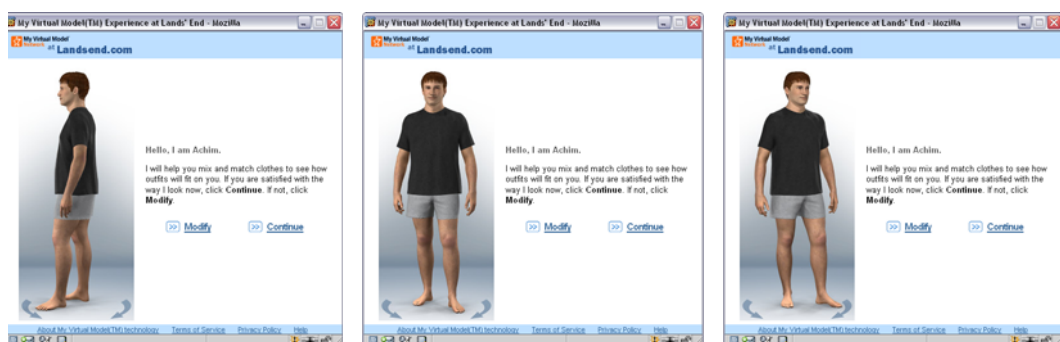 My Virtual Model(TM) Experience at Lands' End - Mozilla
My Virtual Model
Network at Landsend.com
Hello, I am Achim.
I will help you mix and match clothes to see how
outfits will fit on you. If you are satisfied with the
way I look now, click Continue. If not, click
Modify.
Modify Continue
About My Virtual Model(TM) technology Terms of Service Privacy Policy Help
My Virtual Model(TM) Experience at Lands' End - Mozilla
My Virtual Model
Network at Landsend.com
Hello, I am Achim.
I will help you mix and match clothes to see how
outfits will fit on you. If you are satisfied with the
way I look now, click Continue. If not, click
Modify.
Modify Continue
About My Virtual Model(TM) technology Terms of Service Privacy Policy Help
My Virtual Model(TM) Experience at Lands' End - Mozilla
My Virtual Model
Network at Landsend.com
Hello, I am Achim.
I will help you mix and match clothes to see how
outfits will fit on you. If you are satisfied with the
way I look now, click Continue. If not, click
Modify.
Modify Continue
About My Virtual Model(TM) technology Terms of Service Privacy Policy Help